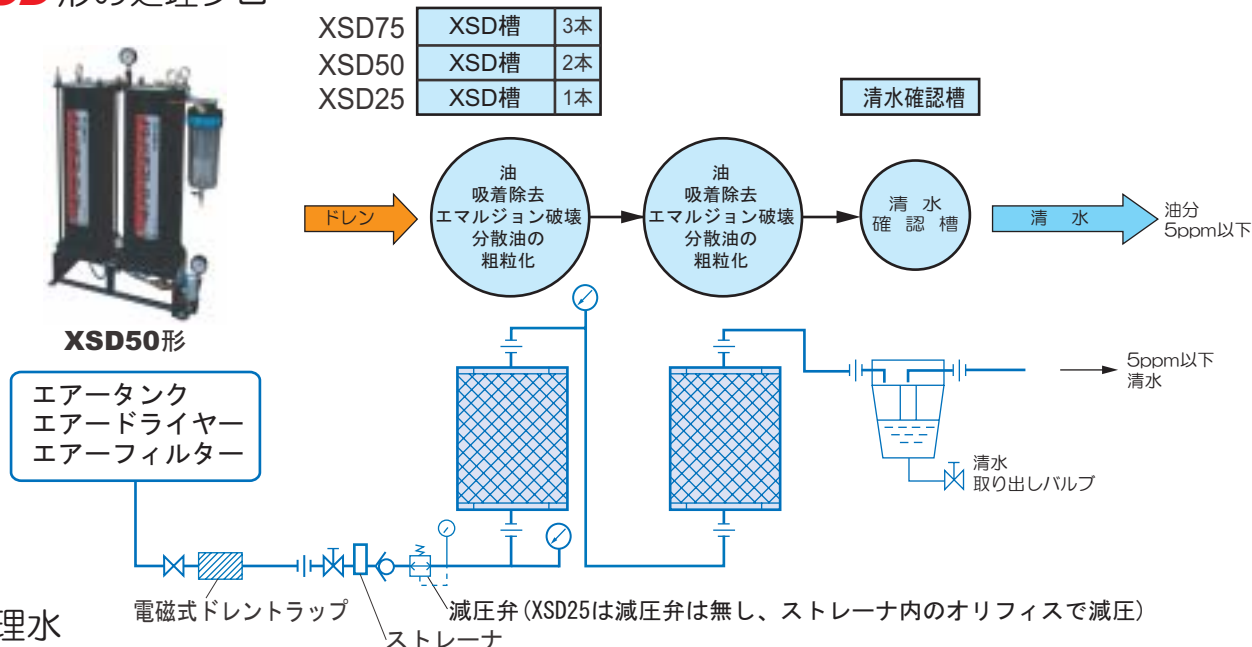 形の処理フロー
XSD75 XSD槽 3本
XSD50 XSD槽 2本
XSD25 XSD槽 1本
清水確認槽
ドレン
油
吸着除去
エマルジョン破壊
分散油の
粗粒化
油
吸着除去
エマルジョン破壊
分散油の
粗粒化
清水
確認槽
清水
油分
5ppm以下
XSD50形
エアータンク
エアードライヤー
エアーフィルター
5ppm以下
清水
清水
取り出しバルブ
電磁式ドレントラップ
ストレーナ
減圧弁(XSD25は減圧弁は無し、ストレーナ内のオリフィスで減圧)
理水